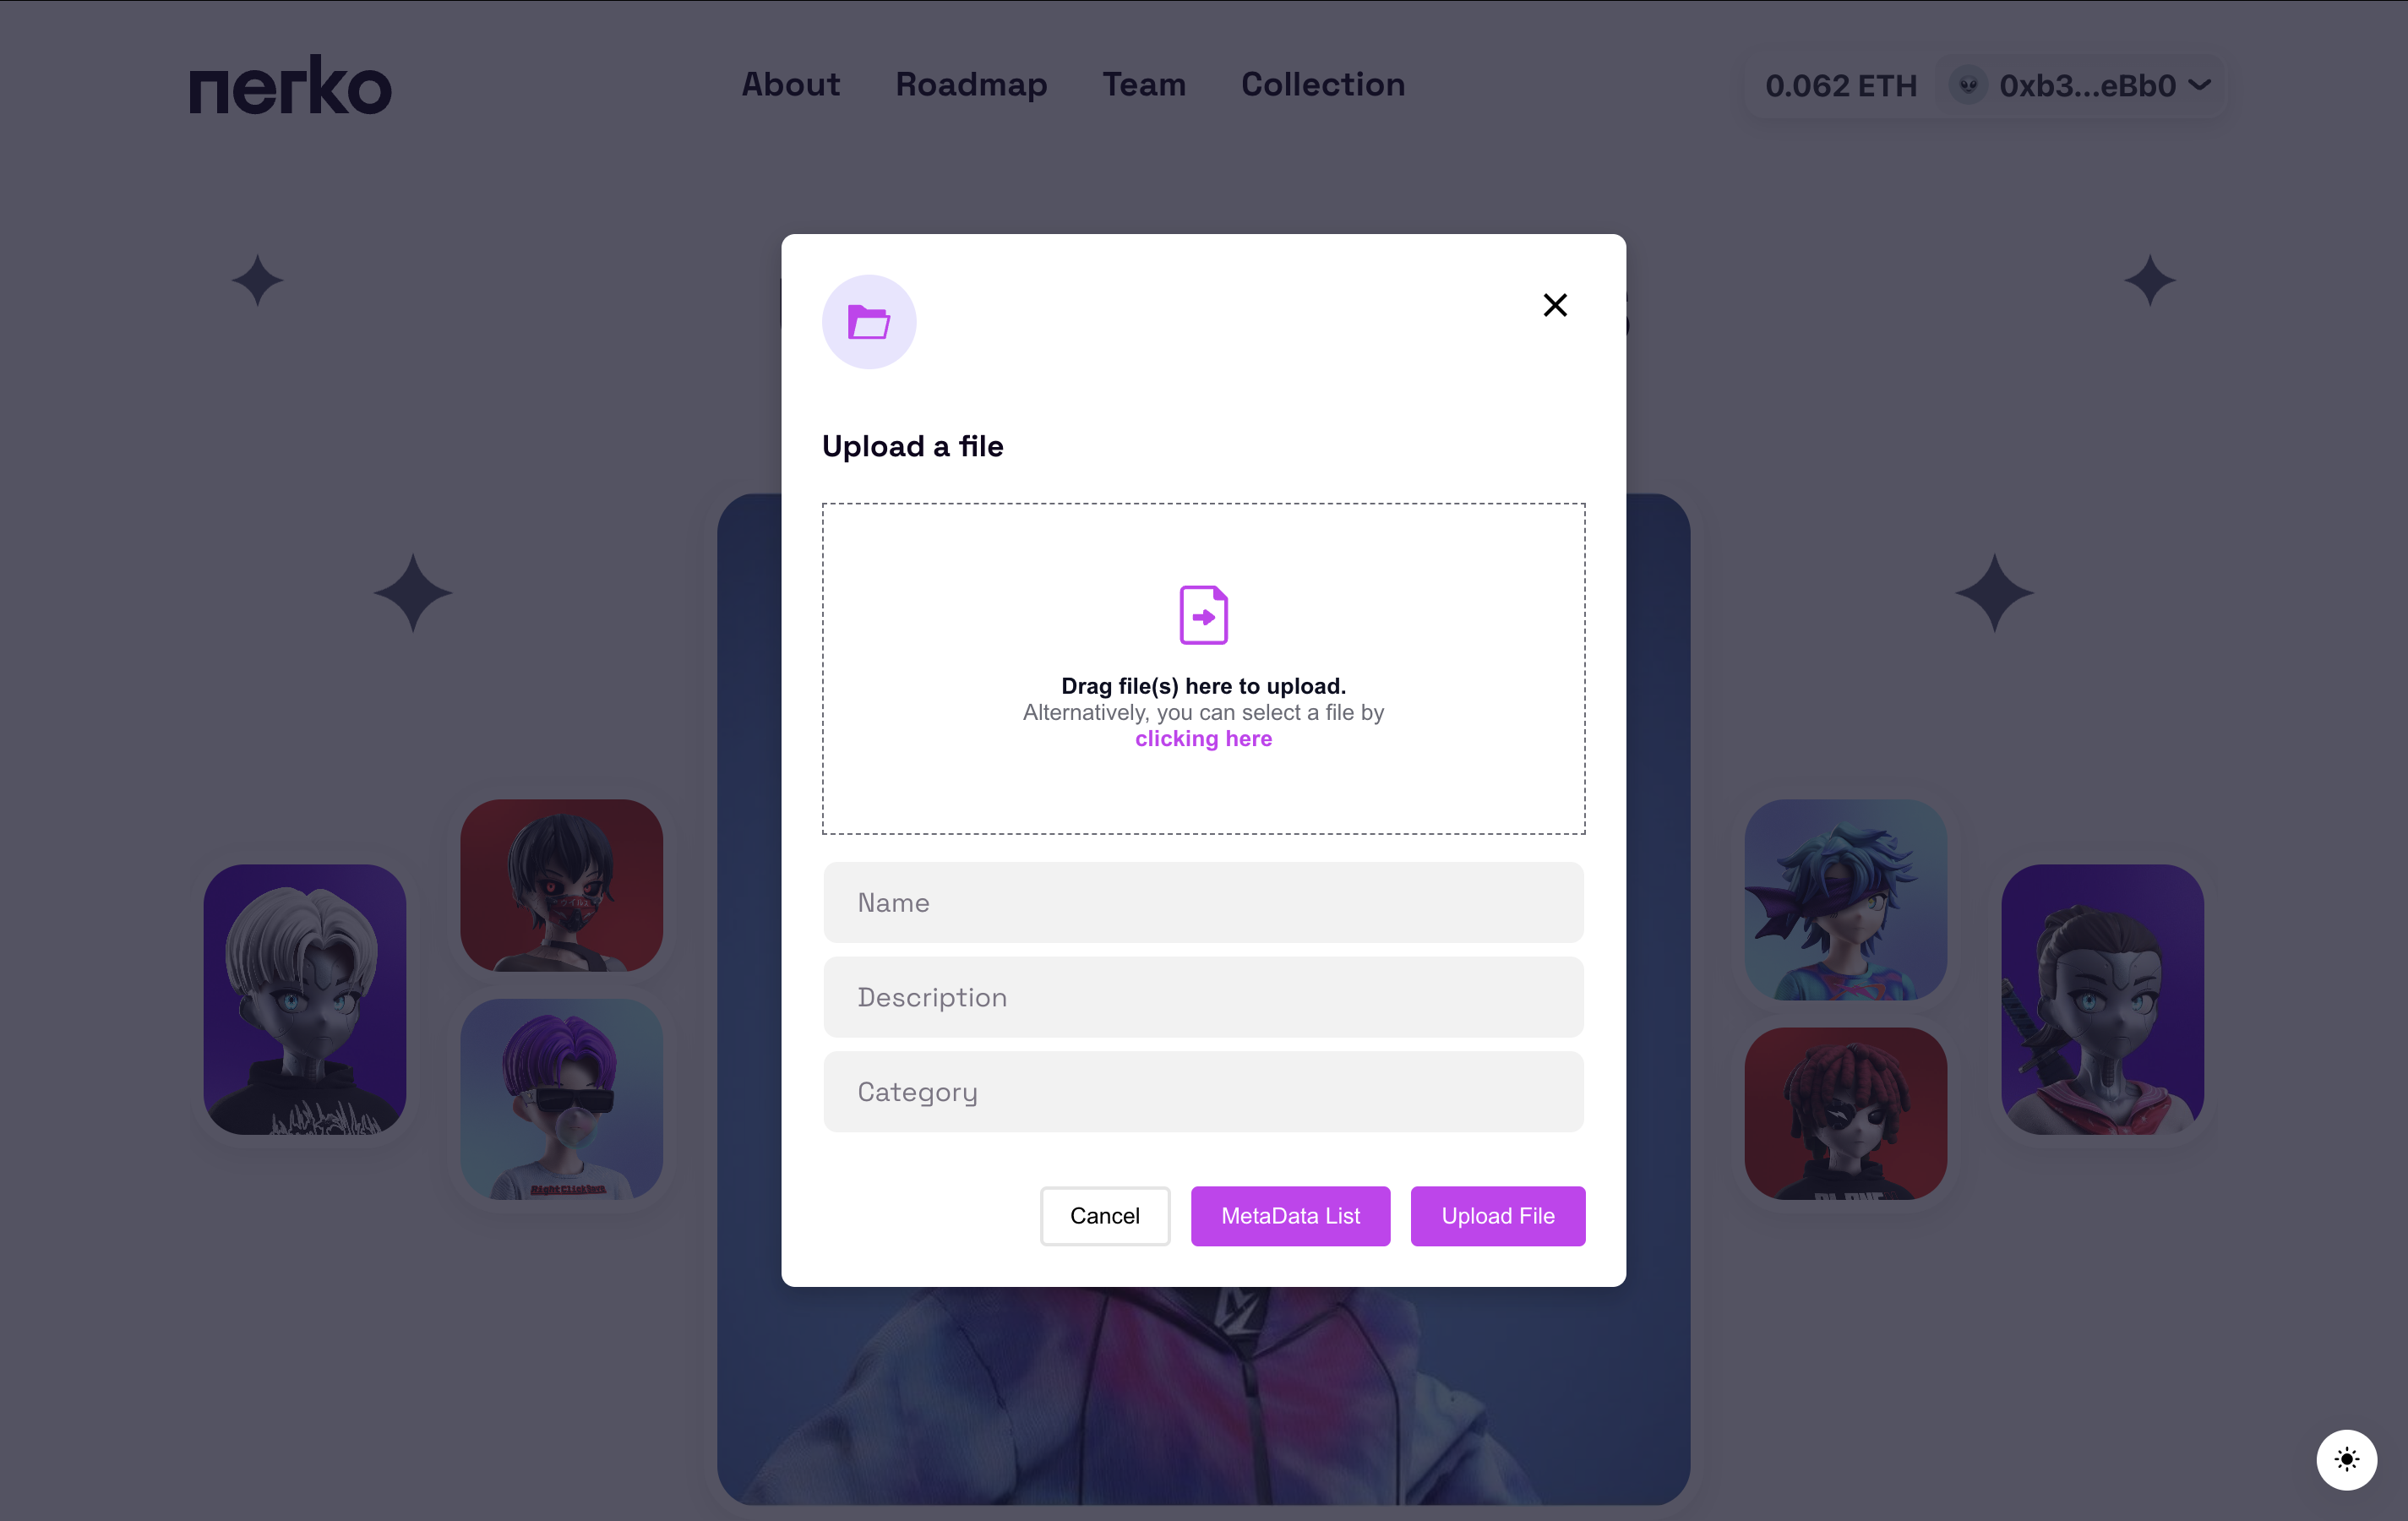 nerko
About
Roadmap
Team
Collection
0.062 ETH
0xb3...eBb0
Upload a file
Drag file(s) here to upload.
Alternatively, you can select a file by
clicking here
Name
Description
Category
Cancel
MetaData List
Upload File